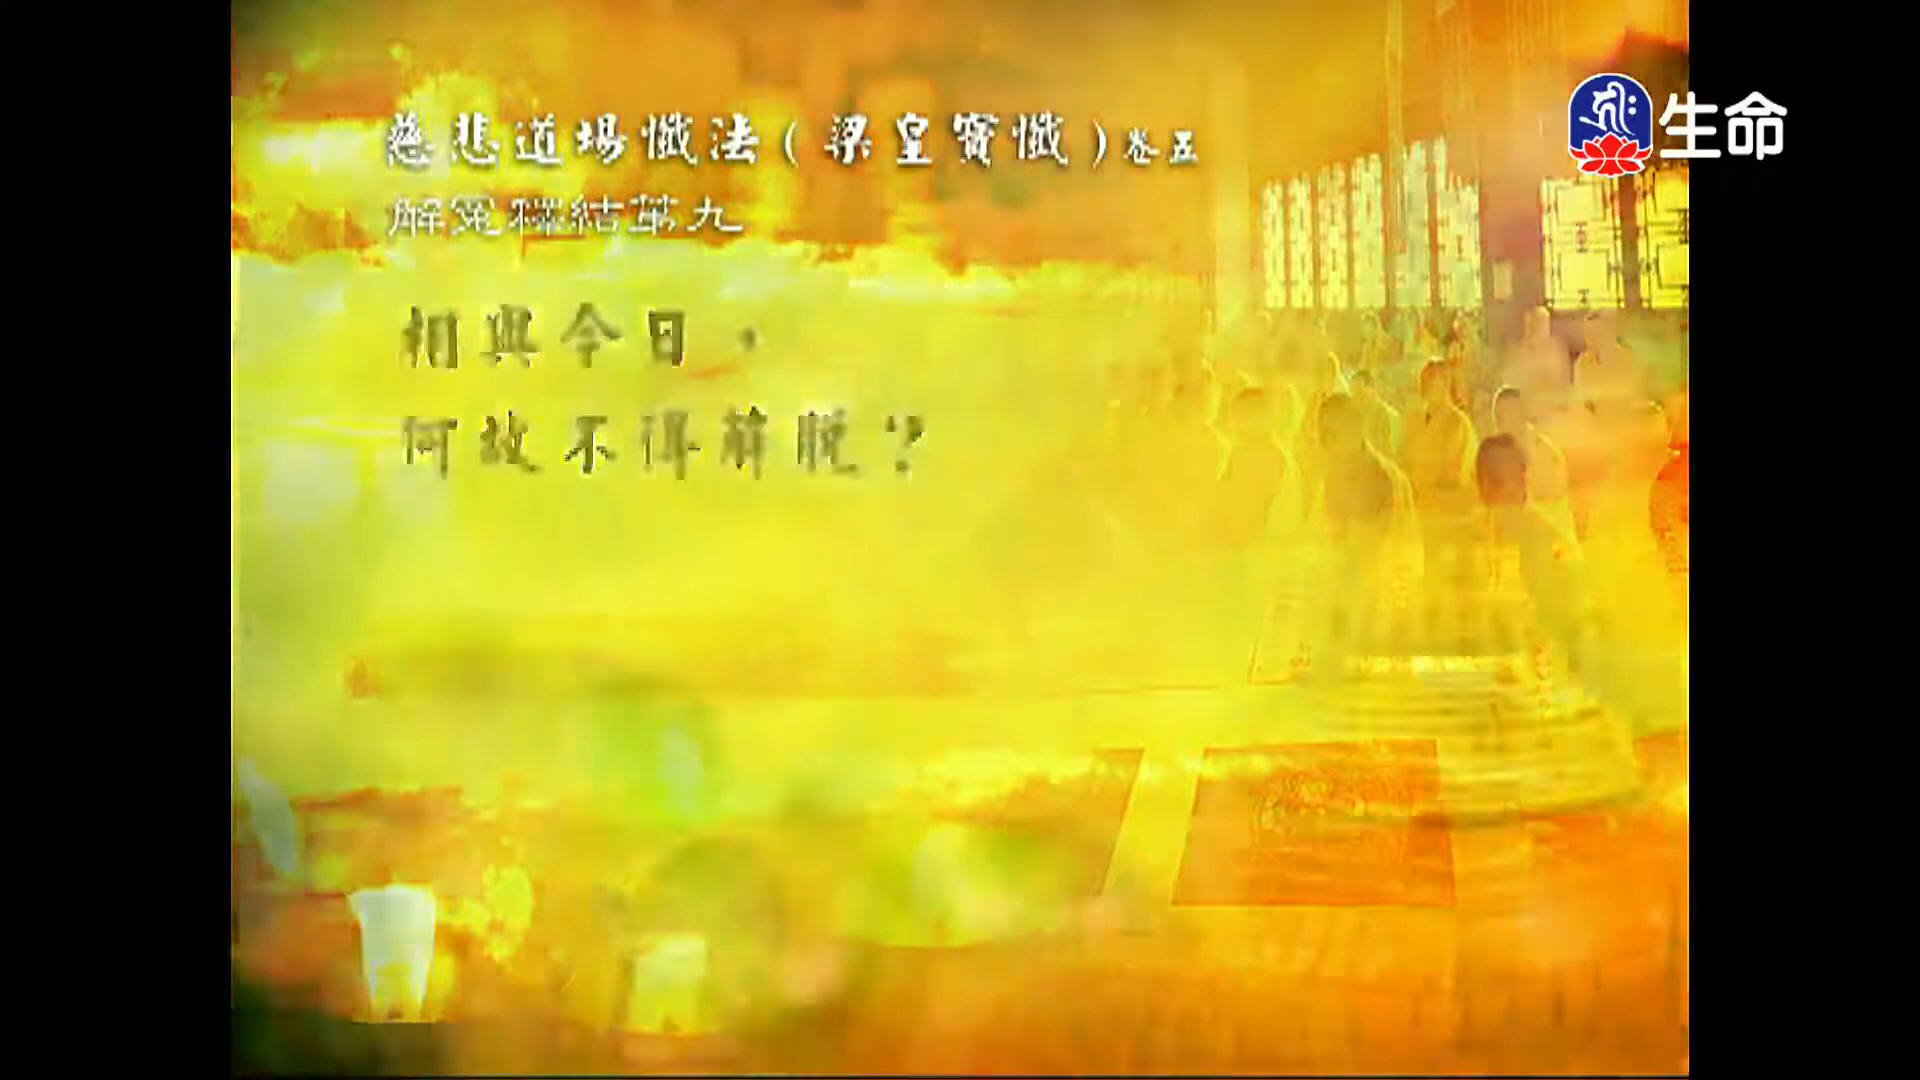 慈悲道場懺法(梁皇寶懺)卷五
生命
解冤釋結第九
相與今日，
何故不得解脫？